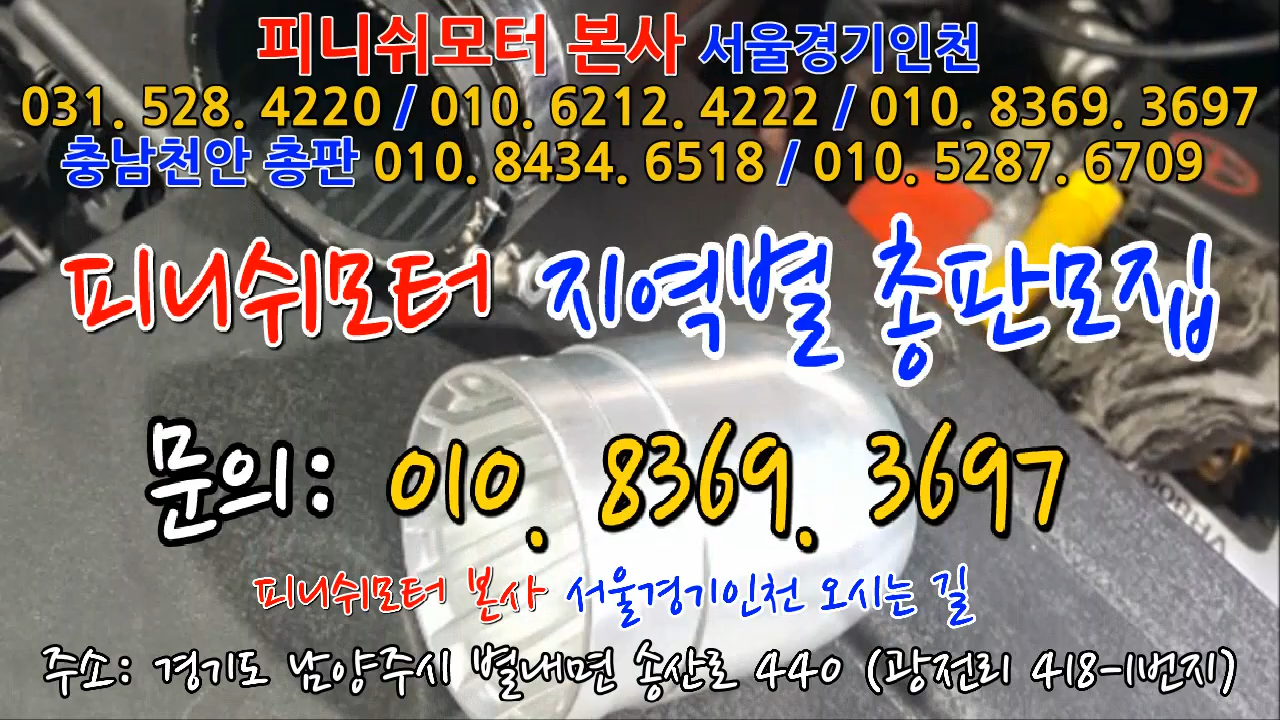 피니쉬모터 본사 서울경기인천
031. 528. 4220 / 010. 6212. 4222 / 010. 8369. 3697
충남천안 총판 010. 8434. 6518 / 010. 5287. 6709
피니쉬모터 지역별 총판모집
문의: 010. 8369. 3697
피니쉬모터 본사 서울경기인천 오시는 길
주소: 경기도 남양주시 별내면 송산로 440 (광전리 418-1번지)